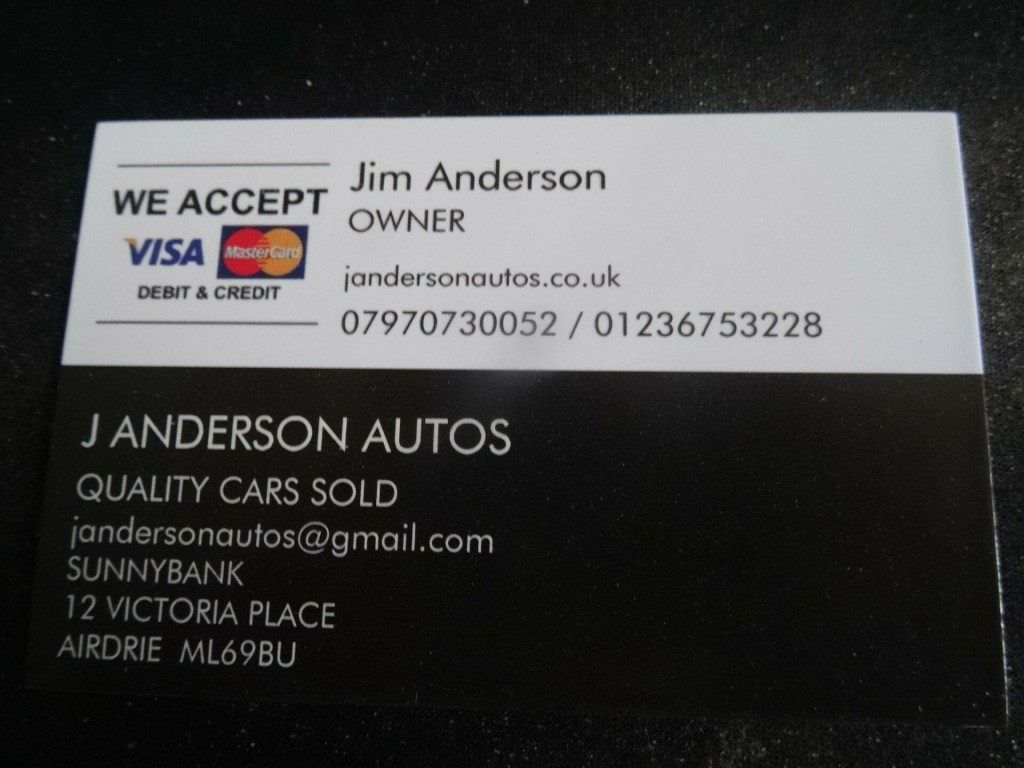 WE ACCEPT
VISA MasterCard
DEBIT & CREDIT
Jim Anderson
OWNER
jandersonautos.co.uk
07970730052 / 01236753228
J ANDERSON AUTOS
QUALITY CARS SOLD
jandersonautos@gmail.com
SUNNYBANK
12 VICTORIA PLACE
AIRDRIE ML69BU